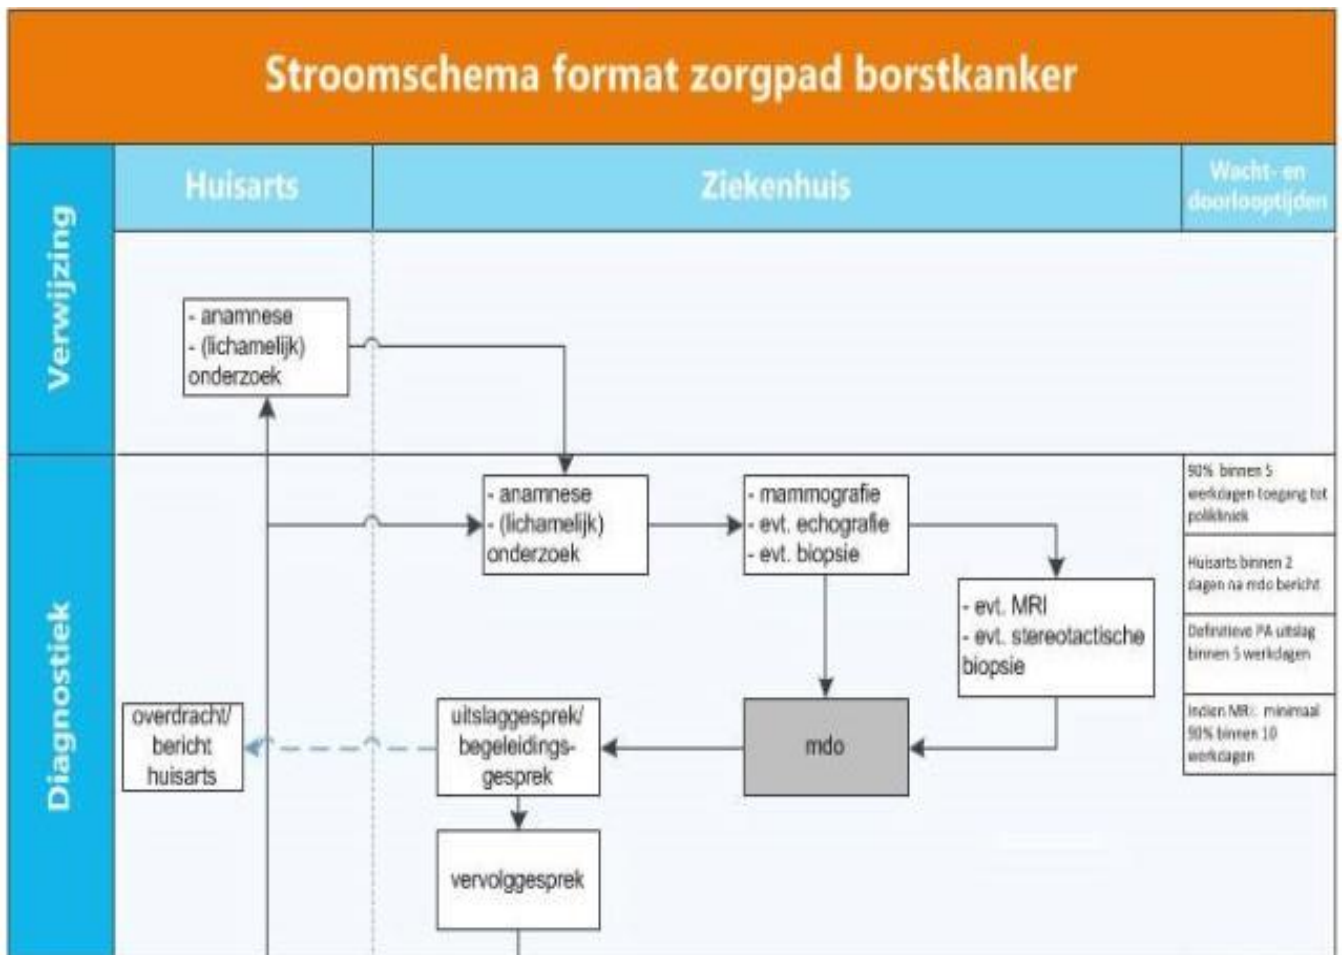 Stroomschema format zorgpad borstkanker
Huisarts
Ziekenhuis
Wacht- en
doorlooptijden
Verwijzing
- anamnese
- (lichamelijk)
onderzoek
Diagnostiek
- anamnese
- (lichamelijk)
onderzoek
- mammografie
- evt. echografie
- evt. biopsie
- evt. MRI
- evt. stereotactische
biopsie
mdo
uitslaggesprek/
begeleidings-
gesprek
overdracht/
bericht
huisarts
vervolggesprek
90% binnen 5
werkdagen toegang tot
polikliniek
Huisarts binnen 2
dagen na mdo bericht
Definitieve PA uitslag
binnen 5 werkdagen
Indien MRI: minimaal
90% binnen 10
werkdagen